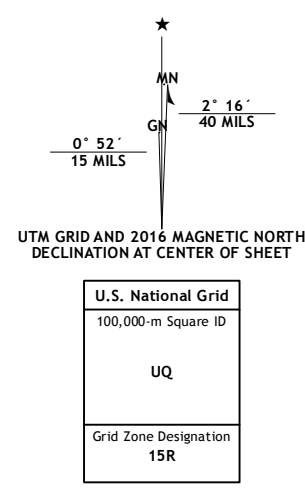 ★
MN
GN
2° 16´
40 MILS
0° 52´
15 MILS
UTM GRID AND 2016 MAGNETIC NORTH
DECLINATION AT CENTER OF SHEET
U.S. National Grid
100,000-m Square ID
UQ
Grid Zone Designation
15R